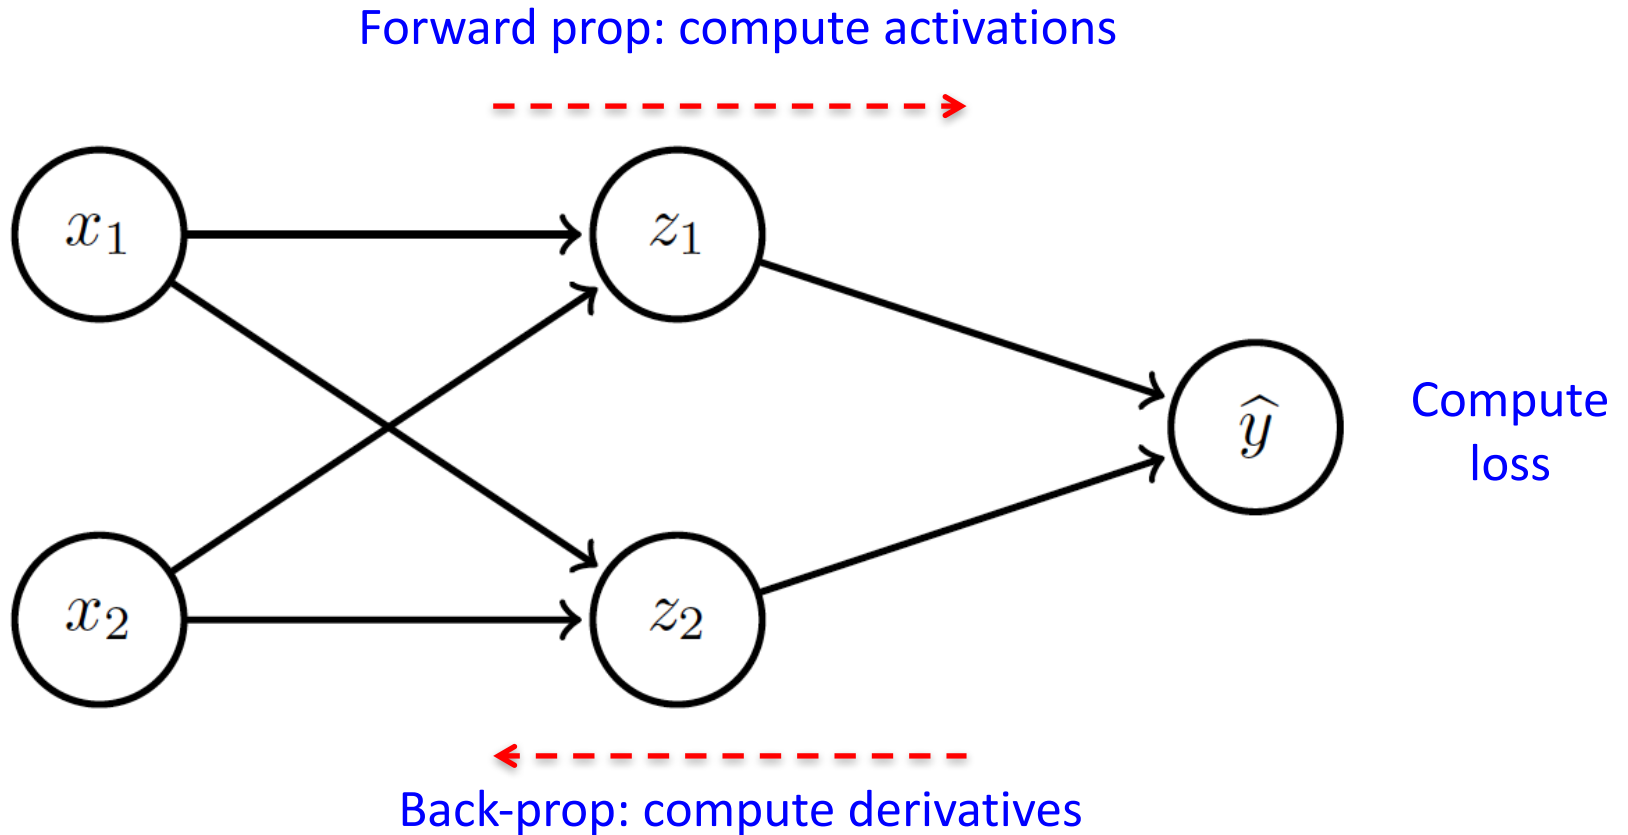 Forward prop: compute activations
x₁
z₁
ŷ
Compute
loss
x₂
z₂
Back-prop: compute derivatives